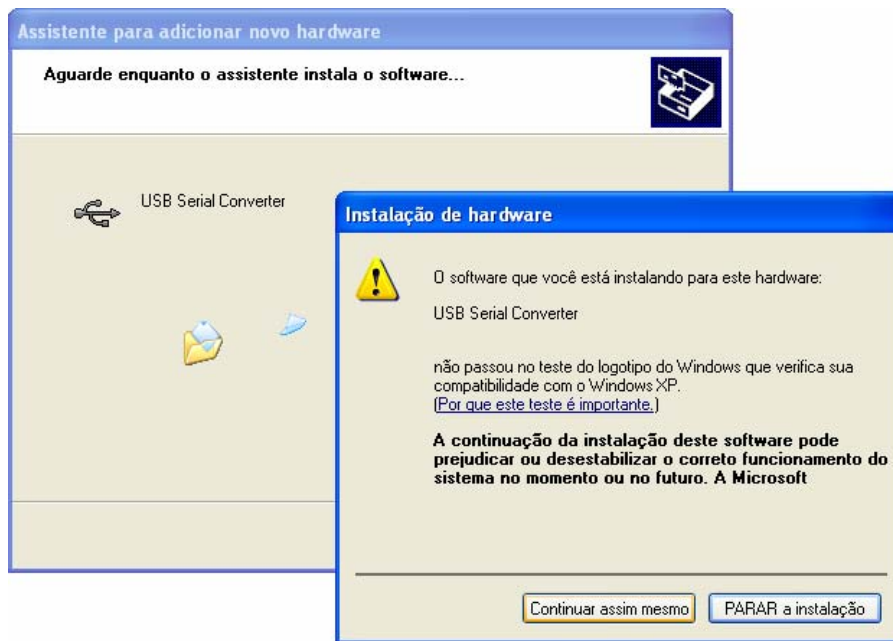 Assistente para adicionar novo hardware
Aguarde enquanto o assistente instala o software...
USB Serial Converter
Instalação de hardware
O software que você está instalando para este hardware:
USB Serial Converter
não passou no teste do logotipo do Windows que verifica sua
compatibilidade com o Windows XP.
(Por que este teste é importante.)
A continuação da instalação deste software pode
prejudicar ou desestabilizar o correto funcionamento do
sistema no momento ou no futuro. A Microsoft
Continuar assim mesmo
PARAR a instalação